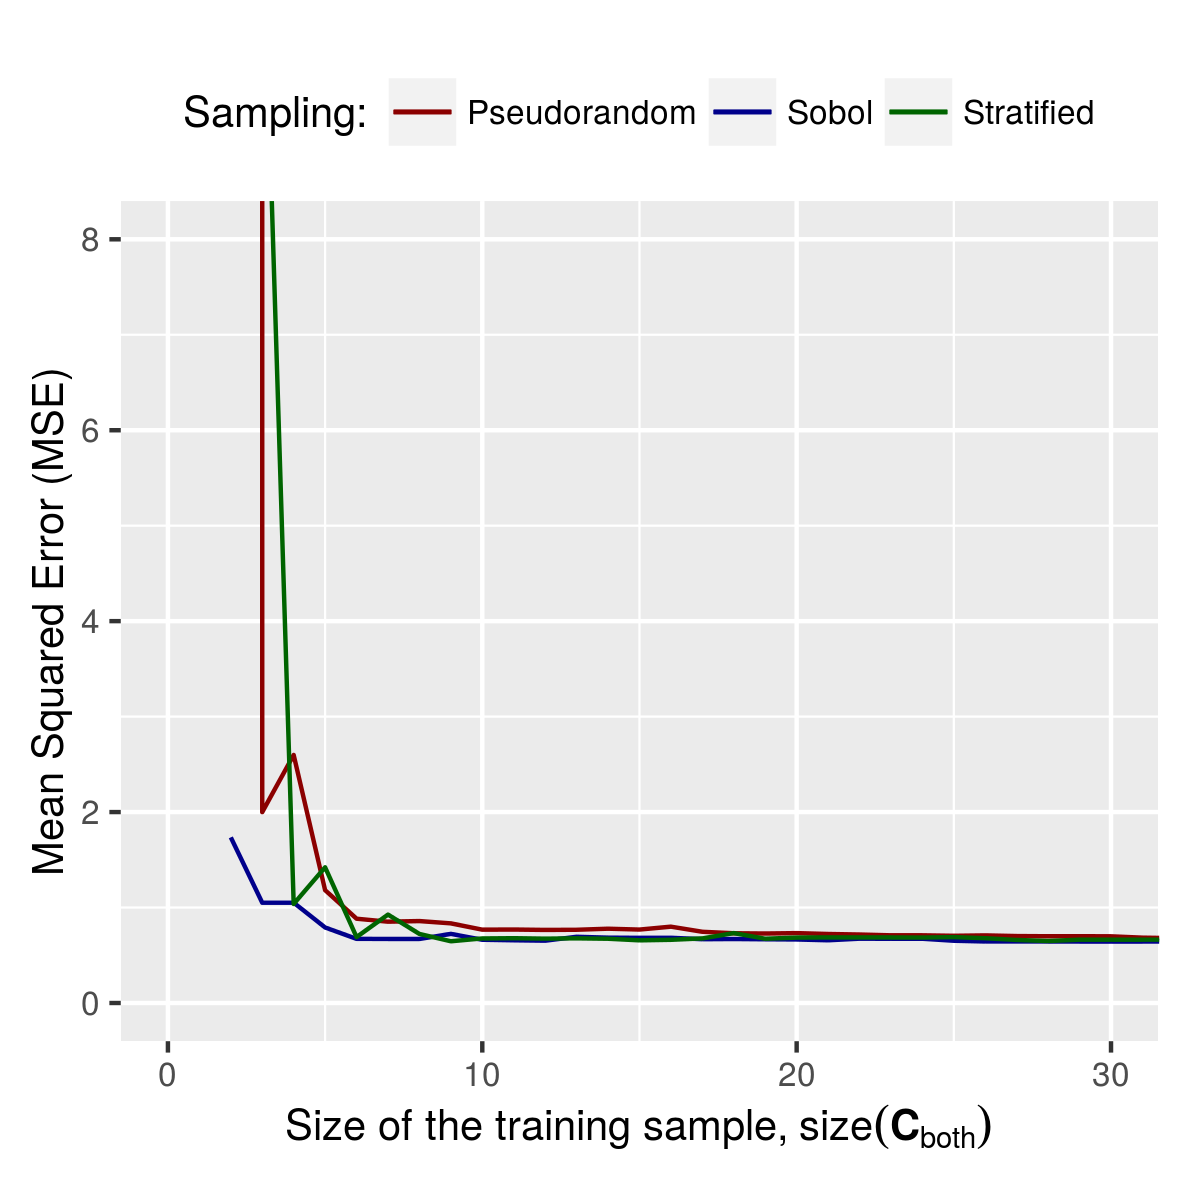 Sampling: Pseudorandom Sobol Stratified
Mean Squared Error (MSE)
8
6
4
2
0
0 10 20 30
Size of the training sample, size(C_both)